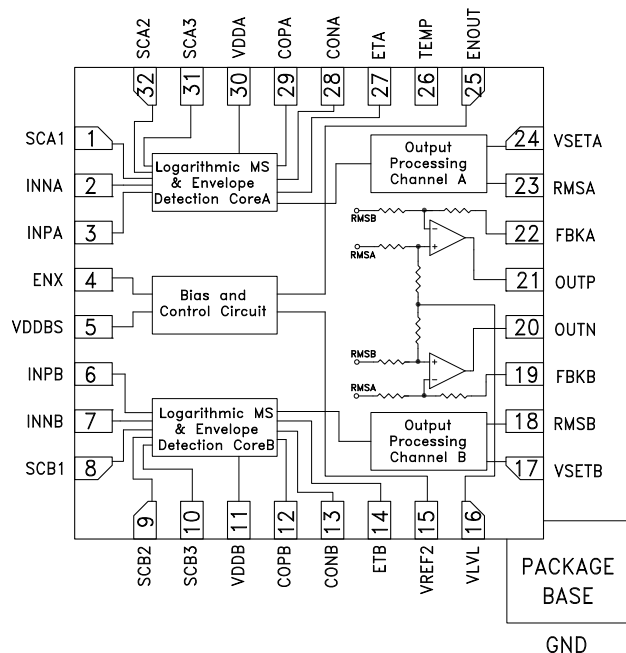 SCA2
SCA3
VDDA
COPA
CONA
ETA
TEMP
ENOUT
32
31
30
29
28
27
26
25
SCA1
1
INNA
2
INPA
3
ENX
4
VDDBS
5
INPB
6
INNB
7
SCB1
8
Logarithmic MS
& Envelope
Detection CoreA
Output
Processing
Channel A
24
VSETA
23
RMSA
22
FBKA
21
OUTP
20
OUTN
19
FBKB
18
RMSB
17
VSETB
RMSB
RMSA
-
+
Bias and
Control Circuit
RMSB
RMSA
+
-
Logarithmic MS
& Envelope
Detection CoreB
Output
Processing
Channel B
9
10
11
12
13
14
15
16
SCB2
SCB3
VDDB
COPB
CONB
ETB
VREF2
VLVL
PACKAGE
BASE
GND